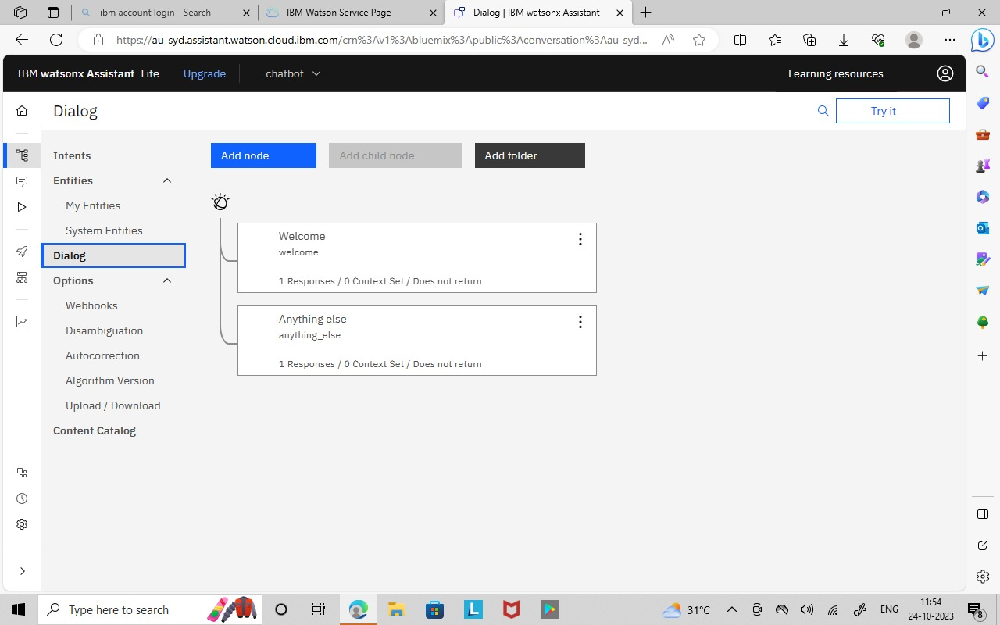 ibm account login - Search
IBM Watson Service Page
Dialog | IBM watsonx Assistant
https://au-syd.assistant.watson.cloud.ibm.com/crn%3Av1%3Abluemix%3Apublic%3Aconversation%3Aau-syd...
IBM watsonx Assistant Lite
Upgrade
chatbot
Learning resources
Dialog
Try it
Intents
Entities
My Entities
System Entities
Dialog
Options
Webhooks
Disambiguation
Autocorrection
Algorithm Version
Upload / Download
Content Catalog
Add node
Add child node
Add folder
Welcome
welcome
1 Responses / 0 Context Set / Does not return
Anything else
anything_else
1 Responses / 0 Context Set / Does not return
Type here to search
L
31°C
ENG
11:54
24-10-2023
8